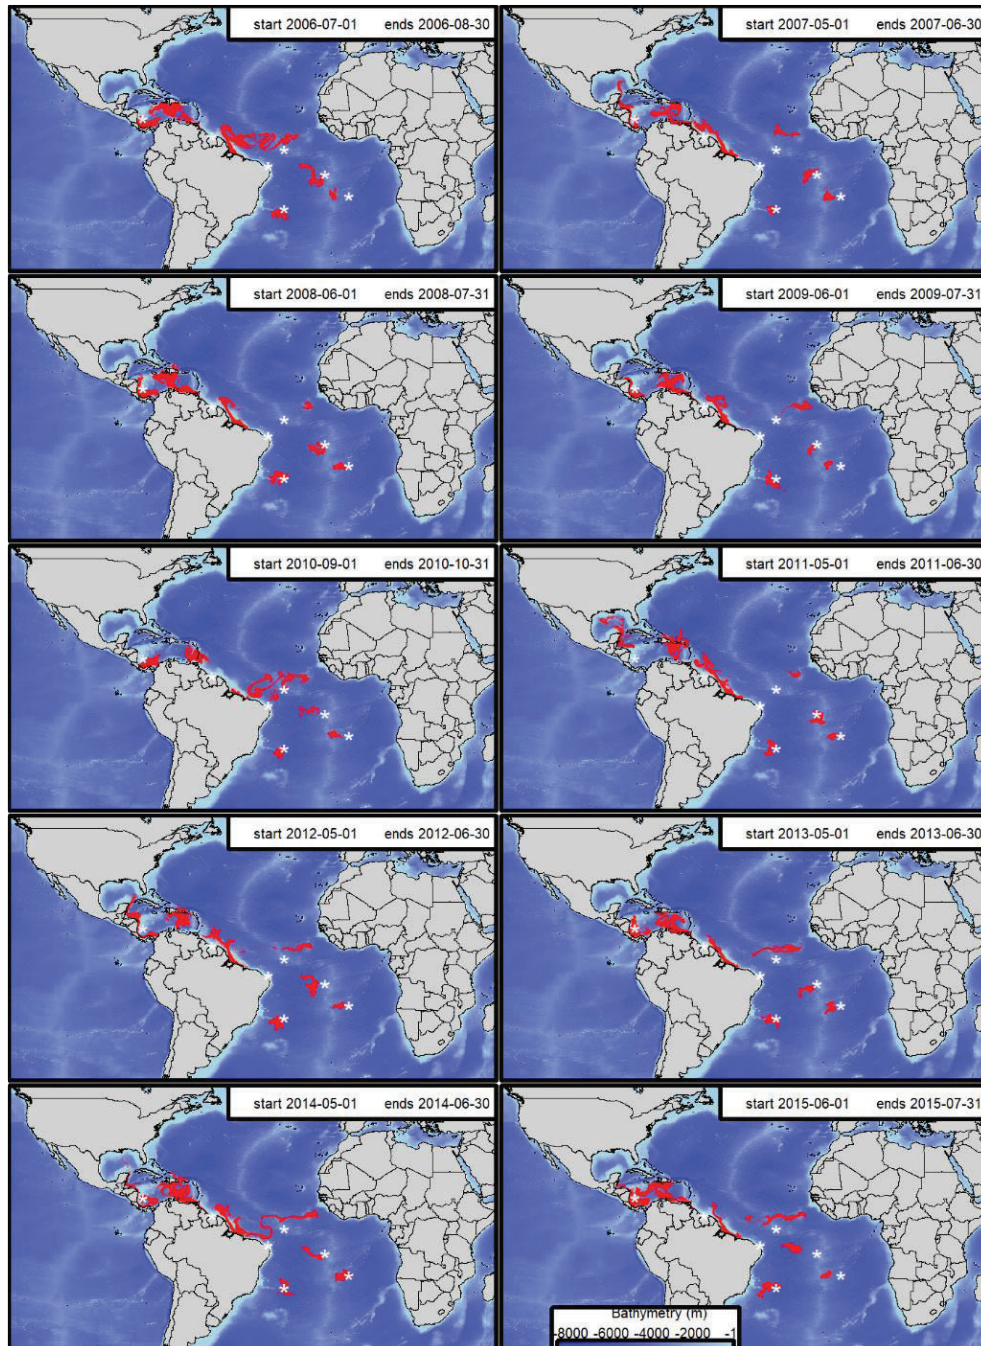 start 2006-07-01 ends 2006-08-30
start 2007-05-01 ends 2007-06-30
start 2008-06-01 ends 2008-07-31
start 2009-06-01 ends 2009-07-31
start 2010-09-01 ends 2010-10-31
start 2011-05-01 ends 2011-06-30
start 2012-05-01 ends 2012-06-30
start 2013-05-01 ends 2013-06-30
start 2014-05-01 ends 2014-06-30
start 2015-06-01 ends 2015-07-31
Bathymetry (m)
-8000 -6000 -4000 -2000 -1